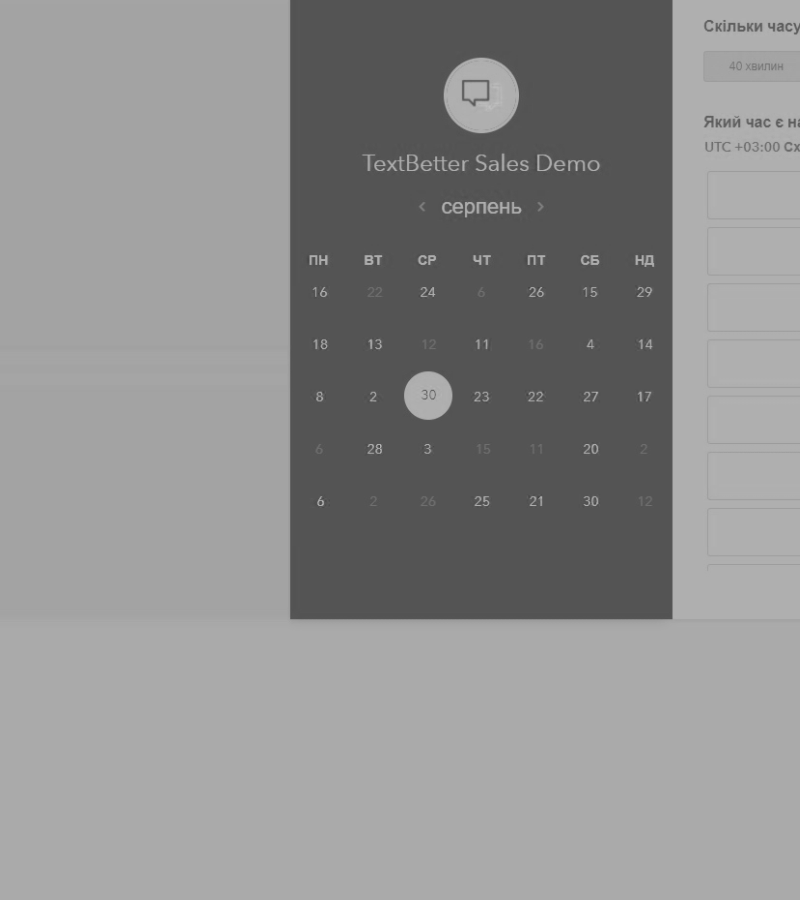 TextBetter Sales Demo
серпень
ПН ВТ СР ЧТ ПТ СБ НД
16 22 24 6 26 15 29
18 13 12 11 16 4 14
8 2 30 23 22 27 17
6 28 3 15 11 20 2
6 2 26 25 21 30 12
Скільки часу
40 хвилин
Який час є
UTC +03:00